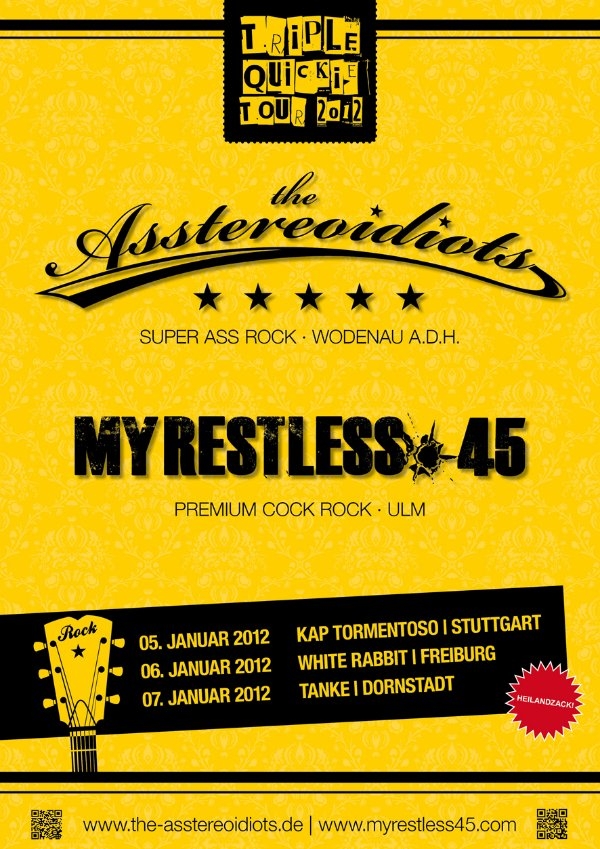 TRIPLE
QUICKIE
TOUR 2012
the
Asstereoidiots
SUPER ASS ROCK · WODENAU A.D.H.
MY RESTLESS 45
PREMIUM COCK ROCK · ULM
Rock
05. JANUAR 2012 KAP TORMENTOSO | STUTTGART
06. JANUAR 2012 WHITE RABBIT | FREIBURG
07. JANUAR 2012 TANKE | DORNSTADT
HEILANDZACK!
www.the-asstereoidiots.de | www.myrestless45.com